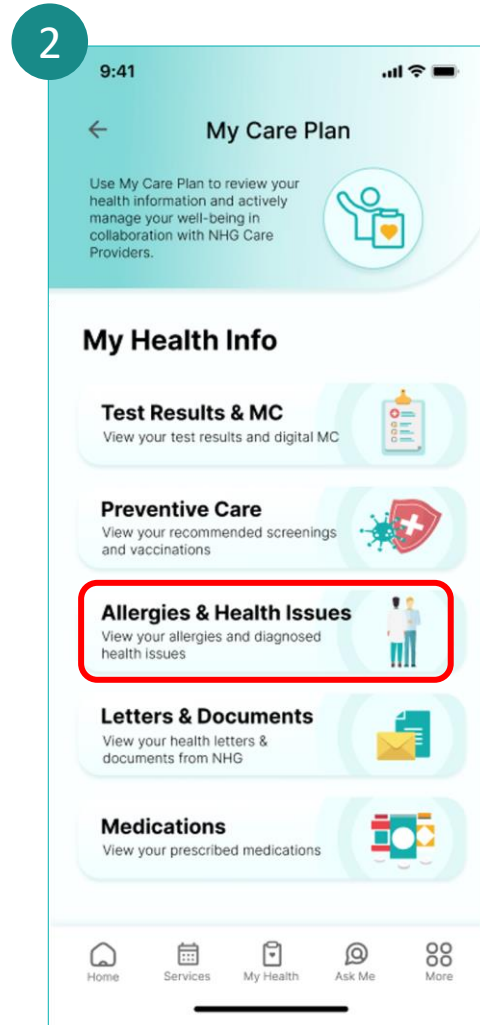 2
9:41
My Care Plan
Use My Care Plan to review your
health information and actively
manage your well-being in
collaboration with NHG Care
Providers.
My Health Info
Test Results & MC
View your test results and digital MC
Preventive Care
View your recommended screenings
and vaccinations
Allergies & Health Issues
View your allergies and diagnosed
health issues
Letters & Documents
View your health letters &
documents from NHG
Medications
View your prescribed medications
Home Services My Health Ask Me More